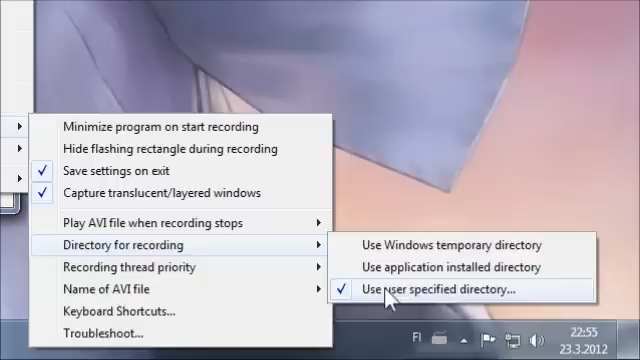 Minimize program on start recording
Hide flashing rectangle during recording
Save settings on exit
Capture translucent/layered windows
Play AVI file when recording stops
Directory for recording
Recording thread priority
Name of AVI file
Keyboard Shortcuts...
Troubleshoot...
Use Windows temporary directory
Use application installed directory
Use user specified directory...
FI
22:55
23.3.2012